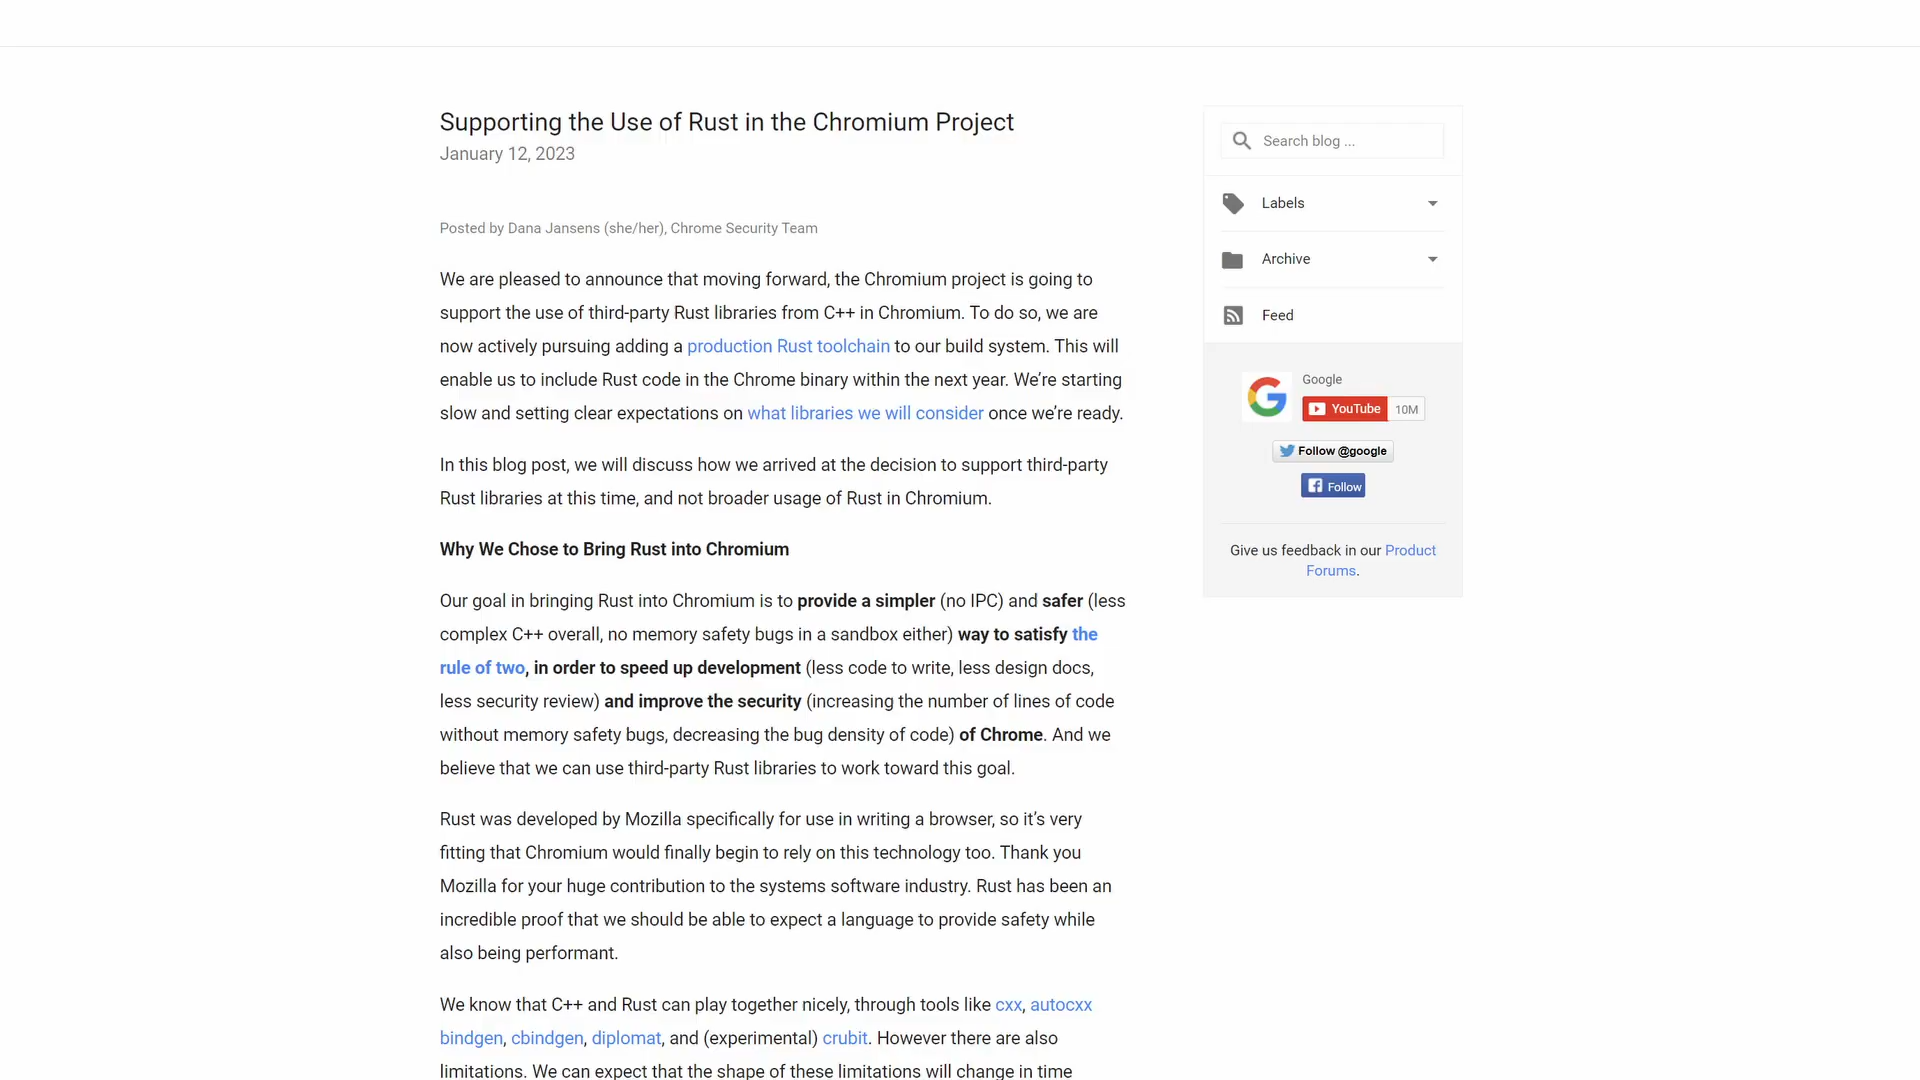 Supporting the Use of Rust in the Chromium Project
January 12, 2023
Posted by Dana Jansens (she/her), Chrome Security Team
We are pleased to announce that moving forward, the Chromium project is going to
support the use of third-party Rust libraries from C++ in Chromium. To do so, we are
now actively pursuing adding a production Rust toolchain to our build system. This will
enable us to include Rust code in the Chrome binary within the next year. We’re starting
slow and setting clear expectations on what libraries we will consider once we’re ready.
In this blog post, we will discuss how we arrived at the decision to support third-party
Rust libraries at this time, and not broader usage of Rust in Chromium.
Why We Chose to Bring Rust into Chromium
Our goal in bringing Rust into Chromium is to provide a simpler (no IPC) and safer (less
complex C++ overall, no memory safety bugs in a sandbox either) way to satisfy the
rule of two, in order to speed up development (less code to write, less design docs,
less security review) and improve the security (increasing the number of lines of code
without memory safety bugs, decreasing the bug density of code) of Chrome. And we
believe that we can use third-party Rust libraries to work toward this goal.
Rust was developed by Mozilla specifically for use in writing a browser, so it’s very
fitting that Chromium would finally begin to rely on this technology too. Thank you
Mozilla for your huge contribution to the systems software industry. Rust has been an
incredible proof that we should be able to expect a language to provide safety while
also being performant.
We know that C++ and Rust can play together nicely, through tools like cxx, autocxx
bindgen, cbindgen, diplomat, and (experimental) crubit. However there are also
limitations. We can expect that the shape of these limitations will change in time
Search blog ...
Labels
Archive
Feed
Google
YouTube 10M
Follow @google
Follow
Give us feedback in our Product
Forums.